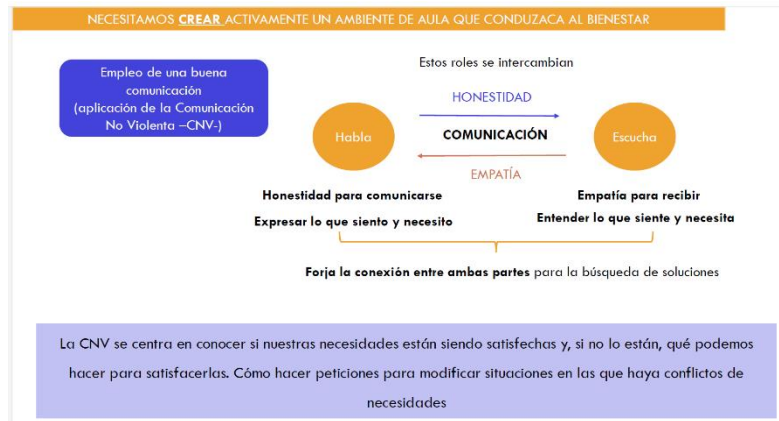 NECESITAMOS CREAR ACTIVAMENTE UN AMBIENTE DE AULA QUE CONDUZACA AL BIENESTAR
Empleo de una buena
comunicación
(aplicación de la Comunicación
No Violenta –CNV-)
Estos roles se intercambian
HONESTIDAD
Habla
COMUNICACIÓN
Escucha
EMPATÍA
Honestidad para comunicarse
Expresar lo que siento y necesito
Empatía para recibir
Entender lo que siente y necesita
Forja la conexión entre ambas partes para la búsqueda de soluciones
La CNV se centra en conocer si nuestras necesidades están siendo satisfechas y, si no lo están, qué podemos
hacer para satisfacerlas. Cómo hacer peticiones para modificar situaciones en las que haya conflictos de
necesidades